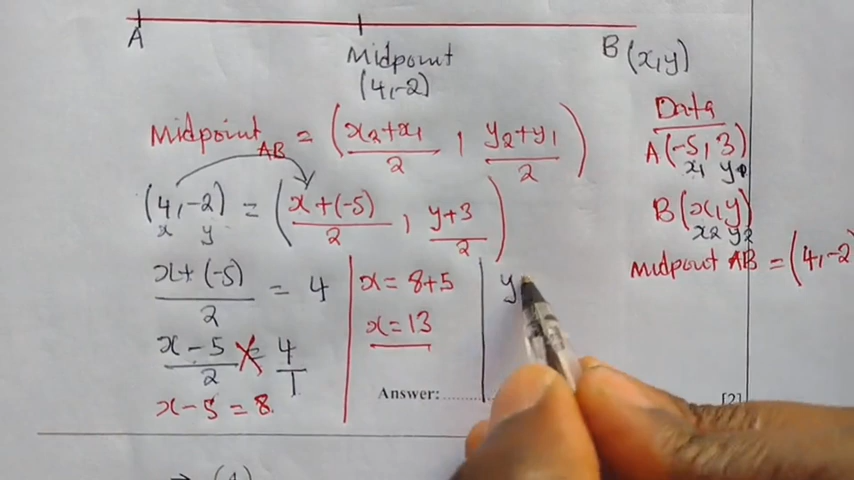 A
B (x,y)
Midpoint
(4,-2)
Data
Midpoint AB = (x2+x1/2 , y2+y1/2)
A(-5,3)
x1 y1
(4,-2) = (x+(-5)/2 , y+3/2)
x y
B(x,y)
x2 y2
Midpoint AB = (4,-2)
x+(-5)/2 = 4
x-5/2 = 4/1
x-5 = 8
x = 8+5
x = 13
y
Answer:..........
[2]